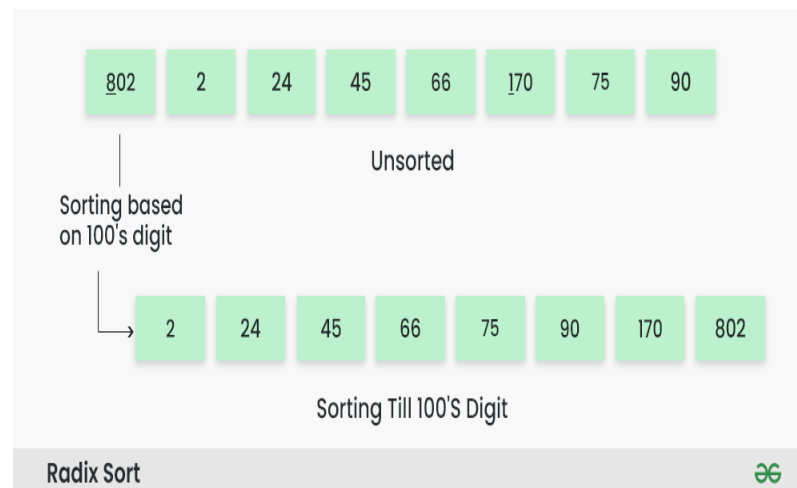 802 2 24 45 66 170 75 90
Unsorted
Sorting based
on 100's digit
2 24 45 66 75 90 170 802
Sorting Till 100'S Digit
Radix Sort